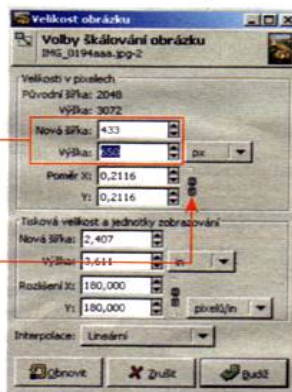 Velikost obrázku
Volby škálování obrázku
IMG_0194aaa.jpg-2
Velikosti v pixelech
Původní šířka: 2048
Výška: 3072
Nová šířka: 433
Výška: 650 px
Poměr X: 0,2116
Y: 0,2116
Tisková velikost a jednotky zobrazování
Nová šířka: 2,407
Výška: 3,611 in
Rozlišení X: 180,000
Y: 180,000 pixelů/in
Interpolace: Lineární
Obnovit Zrušit Budiž